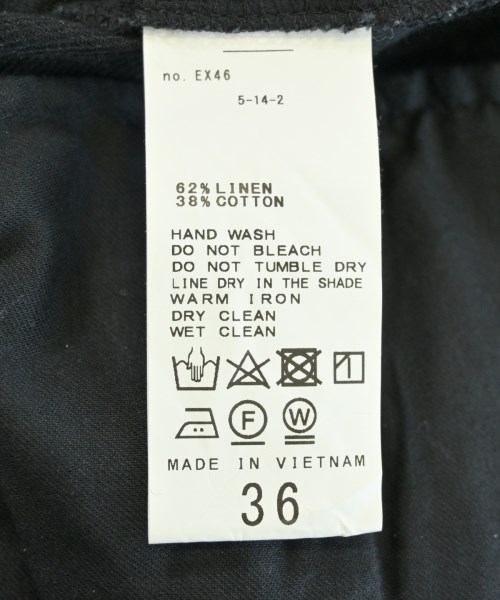 no. EX46
5-14-2
62% LINEN
38% COTTON
HAND WASH
DO NOT BLEACH
DO NOT TUMBLE DRY
LINE DRY IN THE SHADE
WARM IRON
DRY CLEAN
WET CLEAN
F W
MADE IN VIETNAM
36